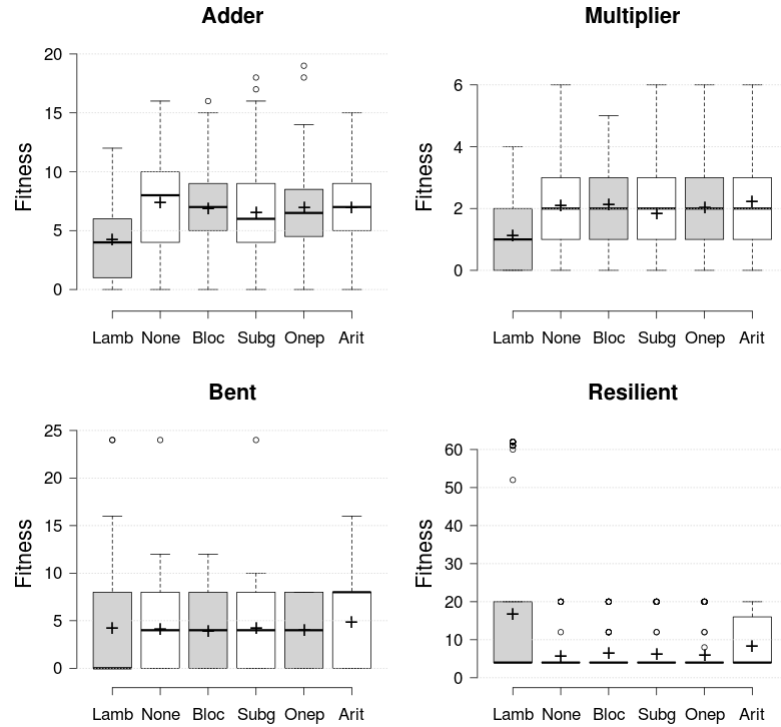 Adder
Fitness
20
15
10
5
0
Lamb None Bloc Subg Onep Arit
Multiplier
Fitness
6
4
2
0
Lamb None Bloc Subg Onep Arit
Bent
Fitness
25
20
15
10
5
0
Lamb None Bloc Subg Onep Arit
Resilient
Fitness
60
50
40
30
20
10
0
Lamb None Bloc Subg Onep Arit